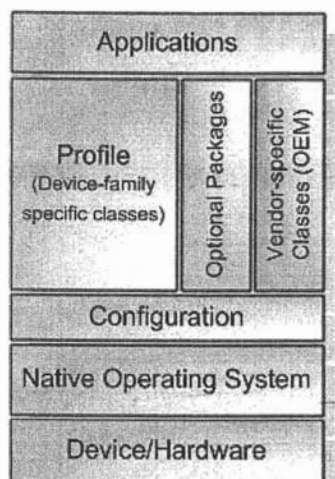 Applications
Profile
(Device-family
specific classes)
Optional Packages
Vendor-specific
Classes (OEM)
Configuration
Native Operating System
Device/Hardware